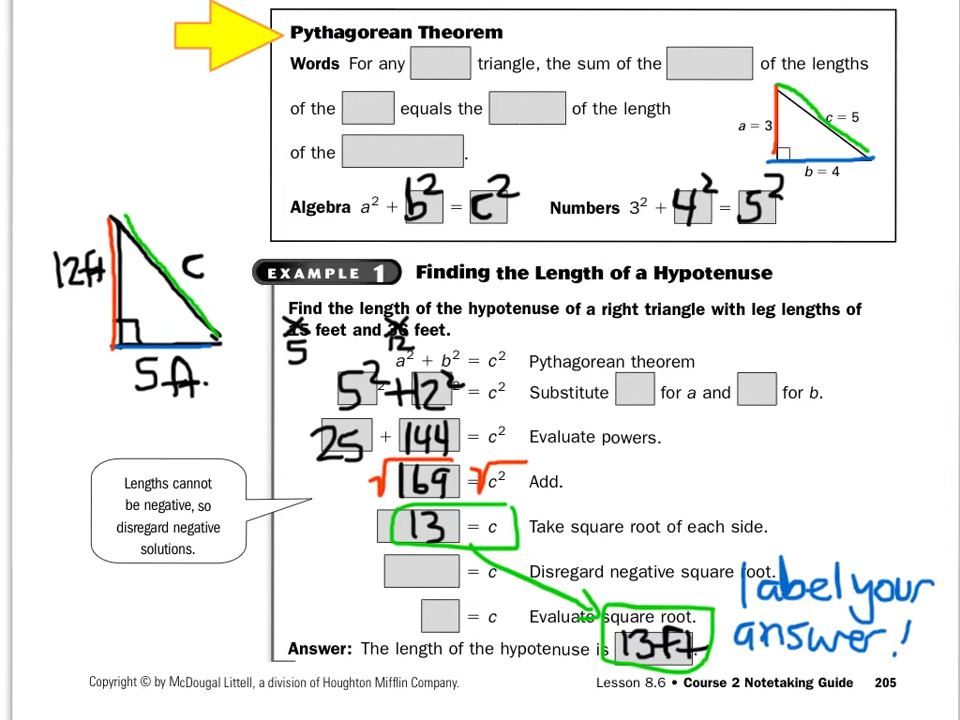 Pythagorean Theorem
Words For any triangle, the sum of the of the lengths
of the equals the of the length
of the .
a = 3
c = 5
b = 4
Algebra a² + b² = c² Numbers 3² + 4² = 5²
12ft
c
5 ft.
EXAMPLE 1 Finding the Length of a Hypotenuse
Find the length of the hypotenuse of a right triangle with leg lengths of
feet and feet.
5 12
a² + b² = c² Pythagorean theorem
5² + 12² = c² Substitute for a and for b.
25 + 144 = c² Evaluate powers.
√169 = √c² Add.
13 = c Take square root of each side.
= c Disregard negative square root.
= c Evaluate square root.
Answer: The length of the hypotenuse is 13ft.
Lengths cannot
be negative, so
disregard negative
solutions.
label your
answer!
Copyright © by McDougal Littell, a division of Houghton Mifflin Company. Lesson 8.6 • Course 2 Notetaking Guide 205